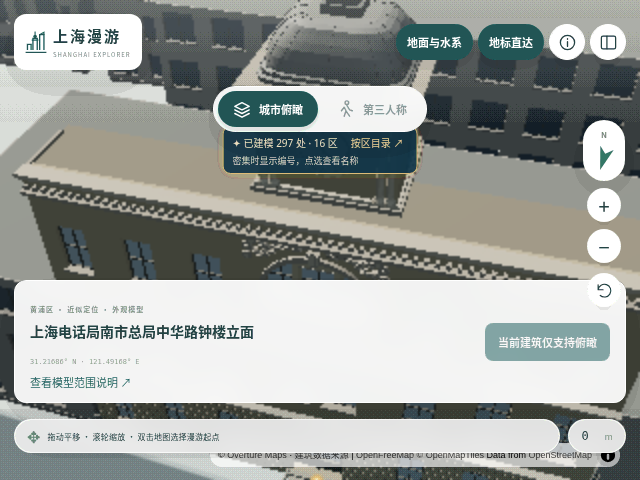 上海漫游
SHANGHAI EXPLORER
地面与水系
地标直达
城市俯瞰
第三人称
✦ 已建模 297 处 · 16 区 按区目录 ↗
密集时显示编号，点选查看名称
N
+
−
黄浦区 · 近似定位 · 外观模型
上海电话局南市总局中华路钟楼立面
31.21686° N · 121.49168° E
查看模型范围说明 ↗
当前建筑仅支持俯瞰
拖动平移 · 滚轮缩放 · 双击地图选择漫游起点
0 m
© Overture Maps · 建筑数据来源 | OpenFreeMap © OpenMapTiles Data from OpenStreetMap